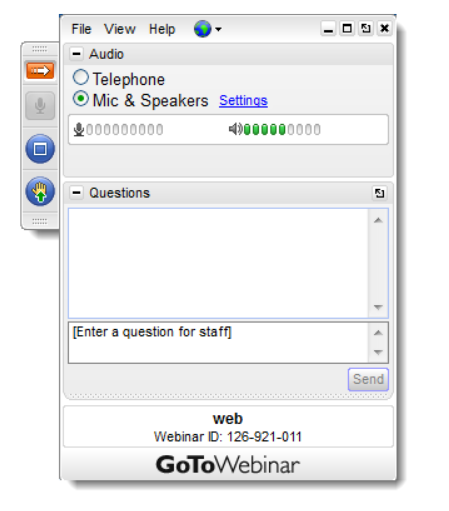 File View Help
Audio
Telephone
Mic & Speakers Settings
Questions
[Enter a question for staff]
Send
web
Webinar ID: 126-921-011
GoToWebinar